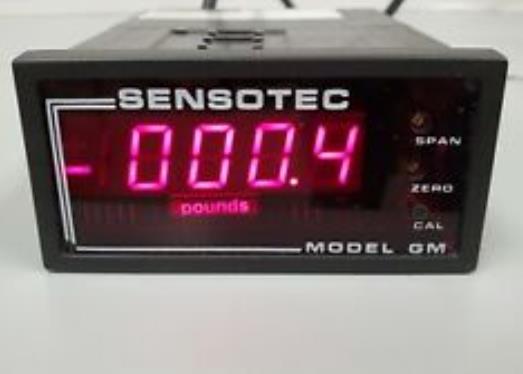 SENSOTEC
-000.4
pounds
SPAN
ZERO
CAL
MODEL GM